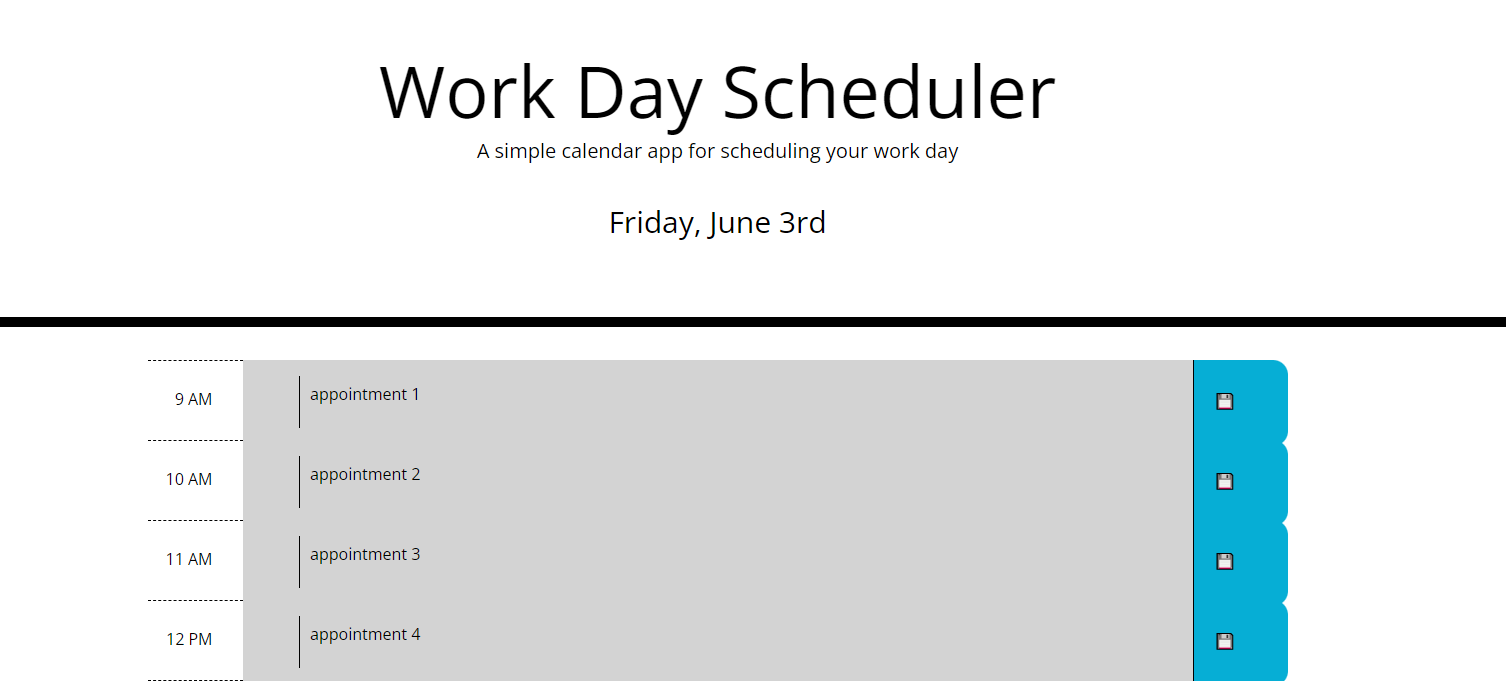 Work Day Scheduler
A simple calendar app for scheduling your work day
Friday, June 3rd
9 AM appointment 1
10 AM appointment 2
11 AM appointment 3
12 PM appointment 4